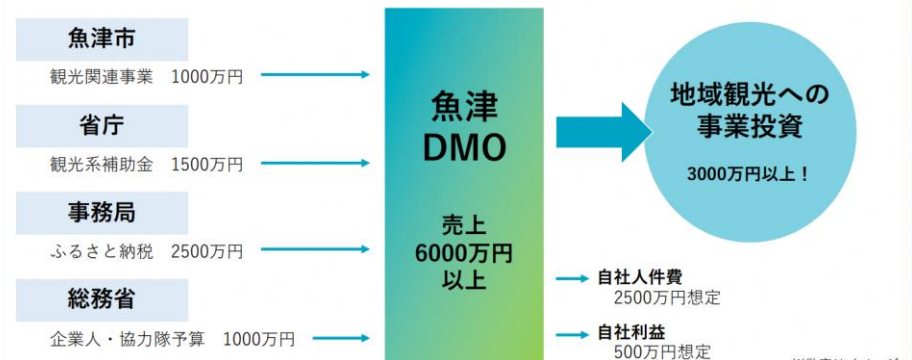 魚津市
観光関連事業 1000万円
省庁
観光系補助金 1500万円
事務局
ふるさと納税 2500万円
総務省
企業人・協力隊予算 1000万円
魚津
DMO
売上
6000万円
以上
地域観光への
事業投資
3000万円以上！
自社人件費
2500万円想定
自社利益
500万円想定